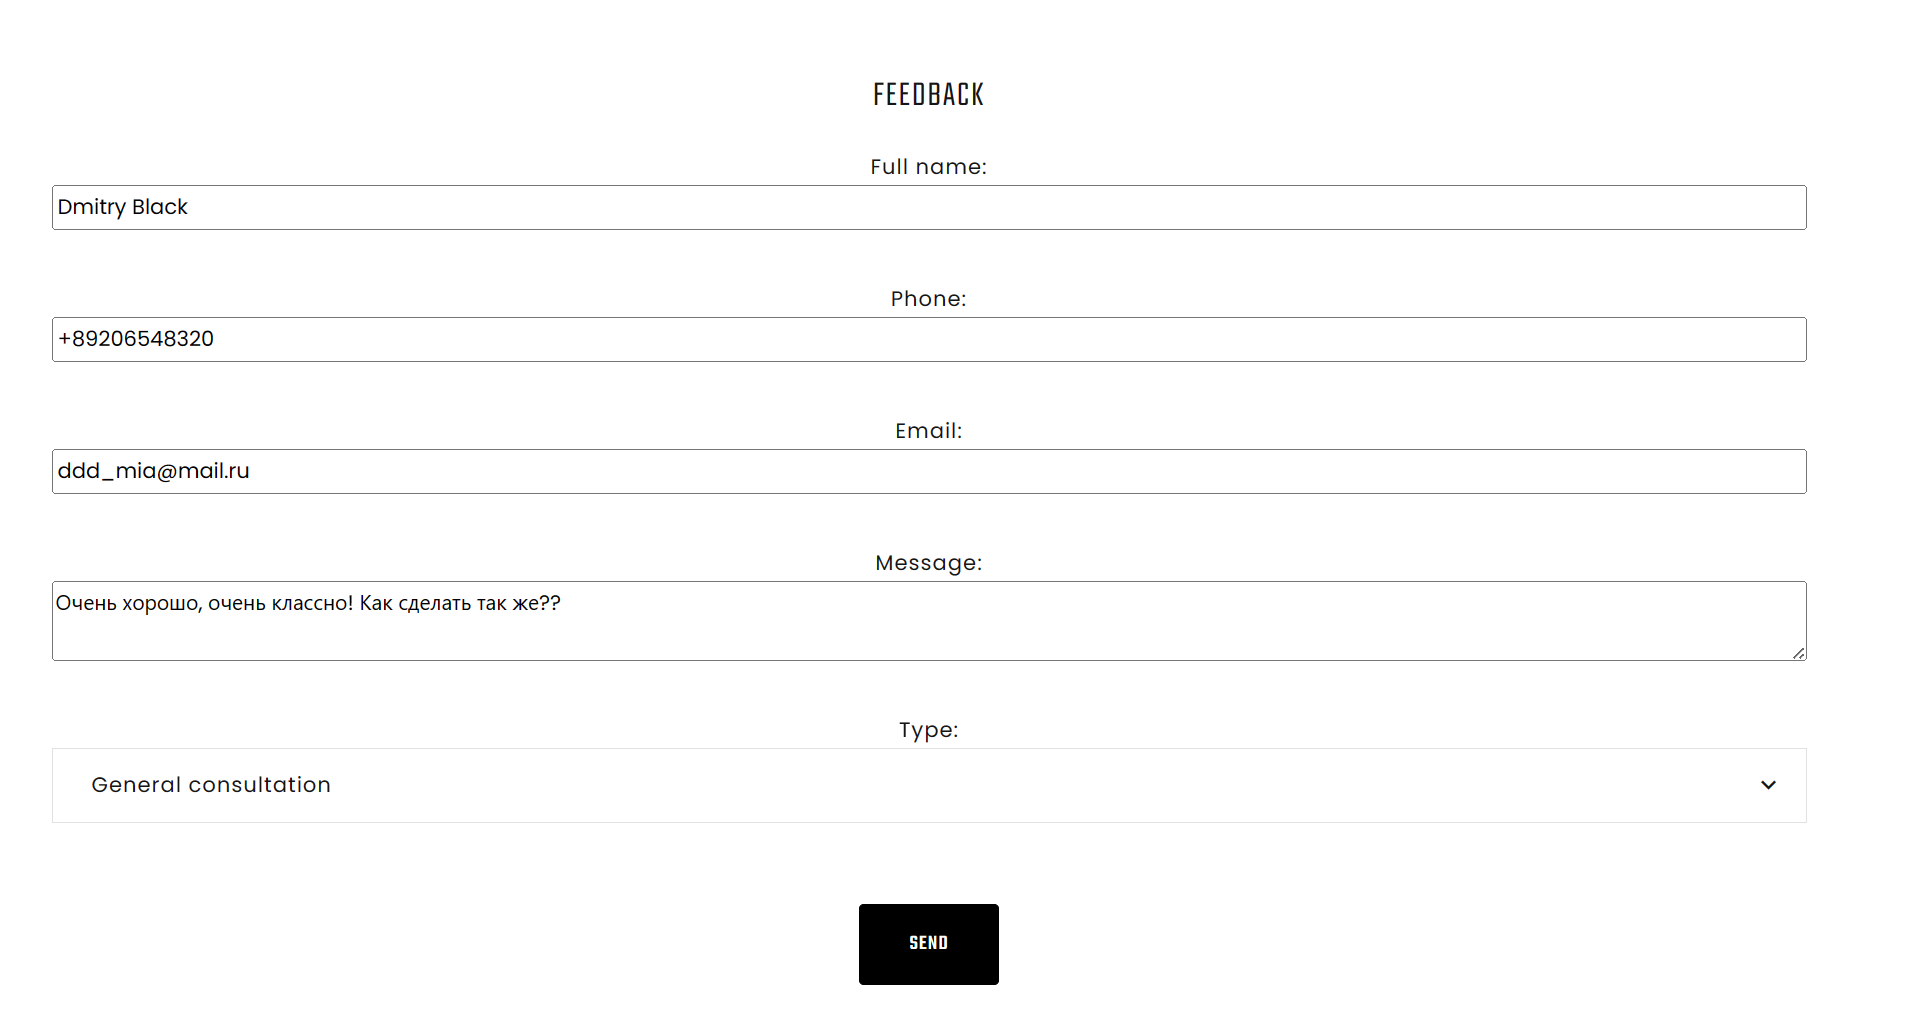 FEEDBACK
Full name:
Dmitry Black
Phone:
+89206548320
Email:
ddd_mia@mail.ru
Message:
Очень хорошо, очень классно! Как сделать так же??
Type:
General consultation
SEND